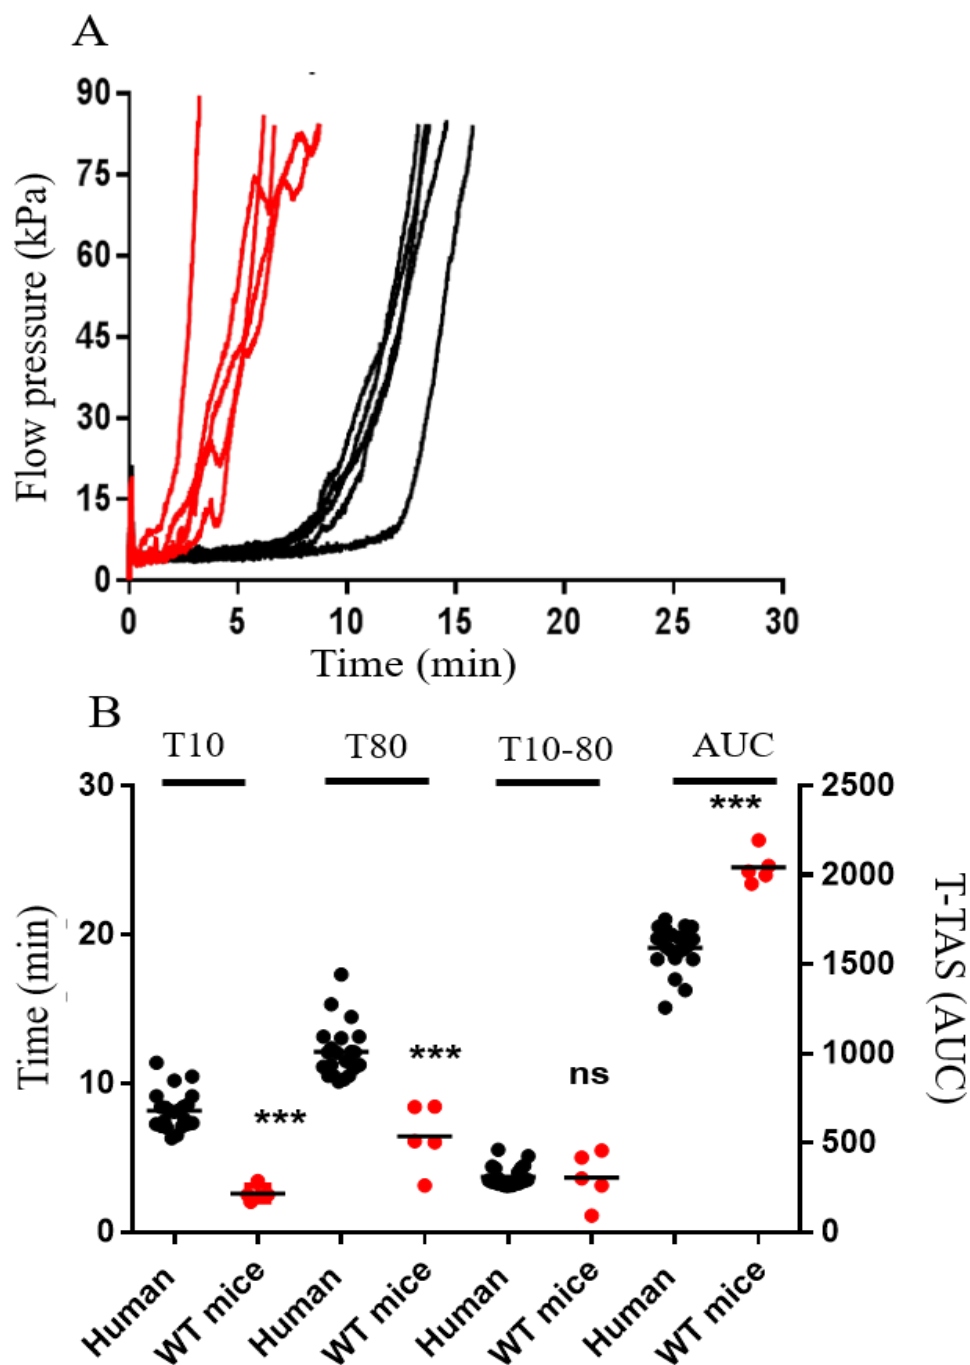 A
90
75
60
45
30
15
0
Flow pressure (kPa)
0 5 10 15 20 25 30
Time (min)
B
T10 T80 T10-80 AUC
30
20
10
0
Time (min)
*** *** ns ***
2500
2000
1500
1000
500
0
T-TAS (AUC)
Human WT mice Human WT mice Human WT mice Human WT mice